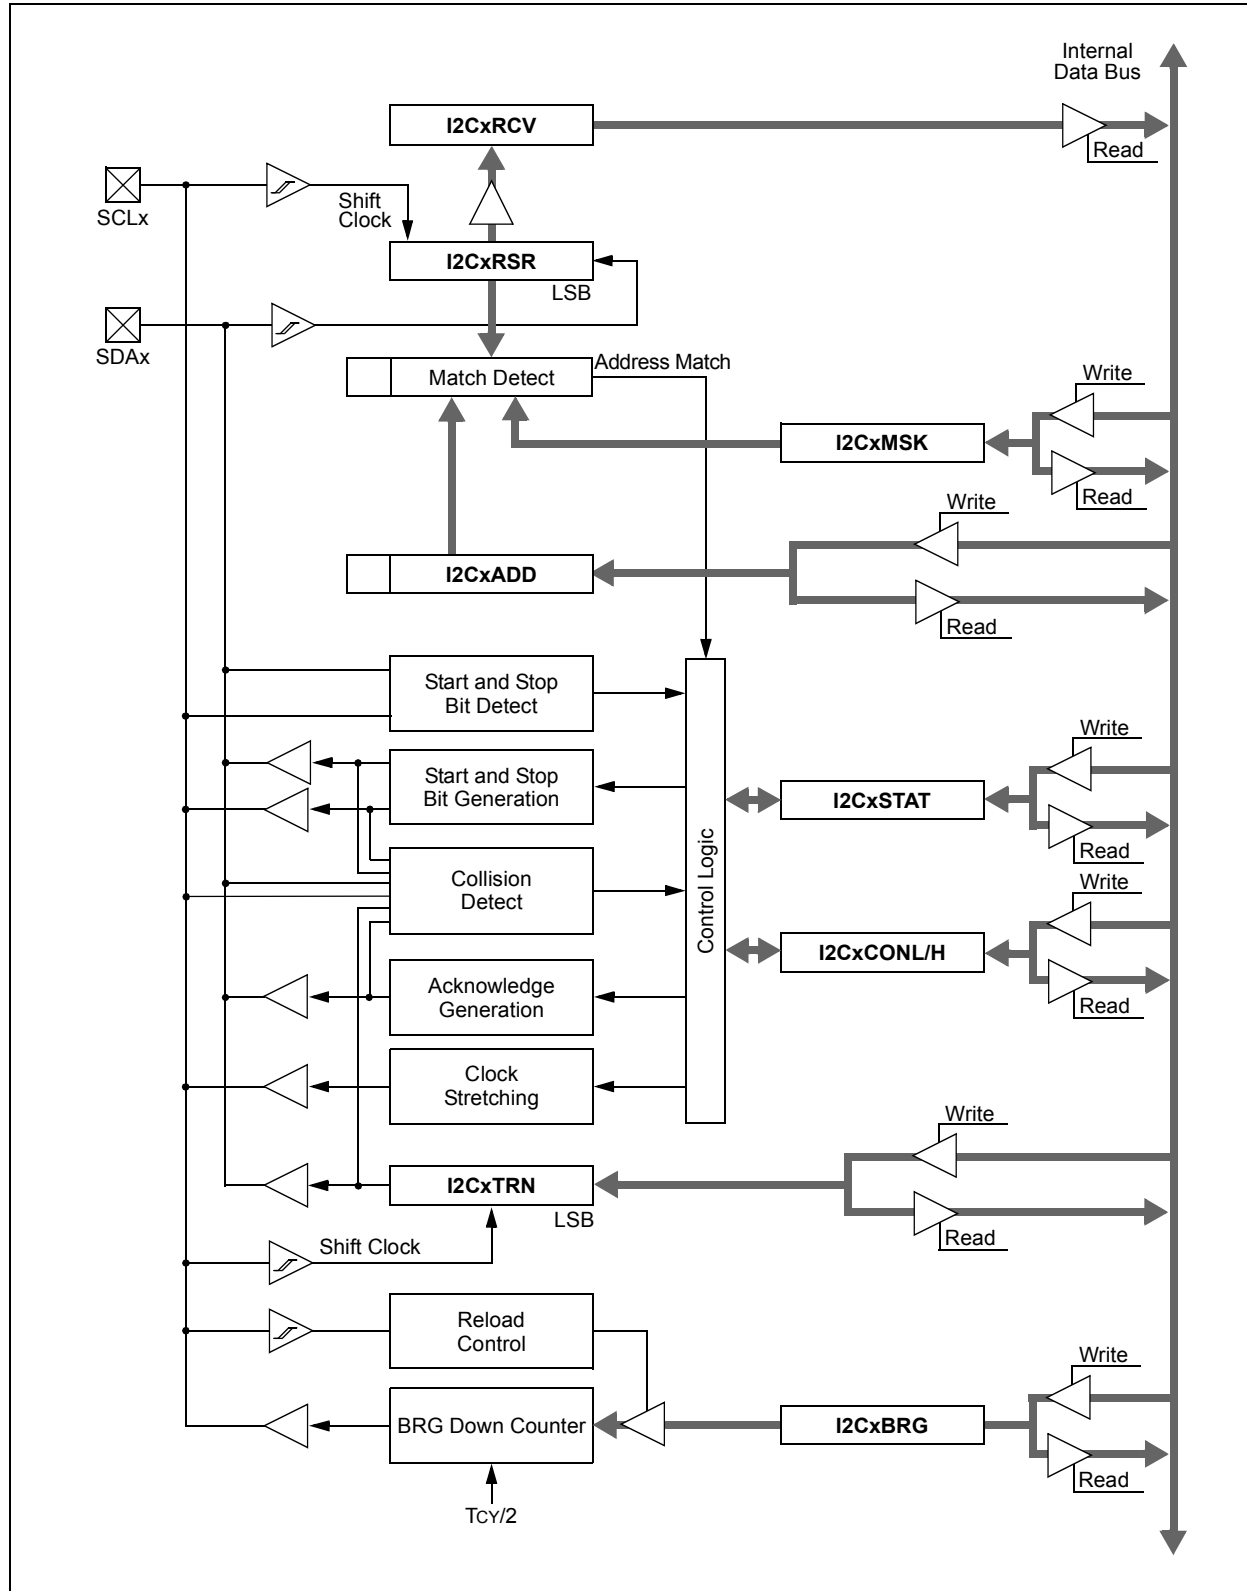 Internal
Data Bus
I2CxRCV
Read
SCLx
Shift
Clock
I2CxRSR
LSB
SDAx
Match Detect
Address Match
Write
I2CxMSK
Read
Write
I2CxADD
Read
Start and Stop
Bit Detect
Write
Start and Stop
Bit Generation
I2CxSTAT
Read
Control Logic
Collision
Detect
Write
I2CxCONL/H
Read
Acknowledge
Generation
Clock
Stretching
Write
I2CxTRN
LSB
Read
Shift Clock
Reload
Control
Write
BRG Down Counter
I2CxBRG
Read
TCY/2